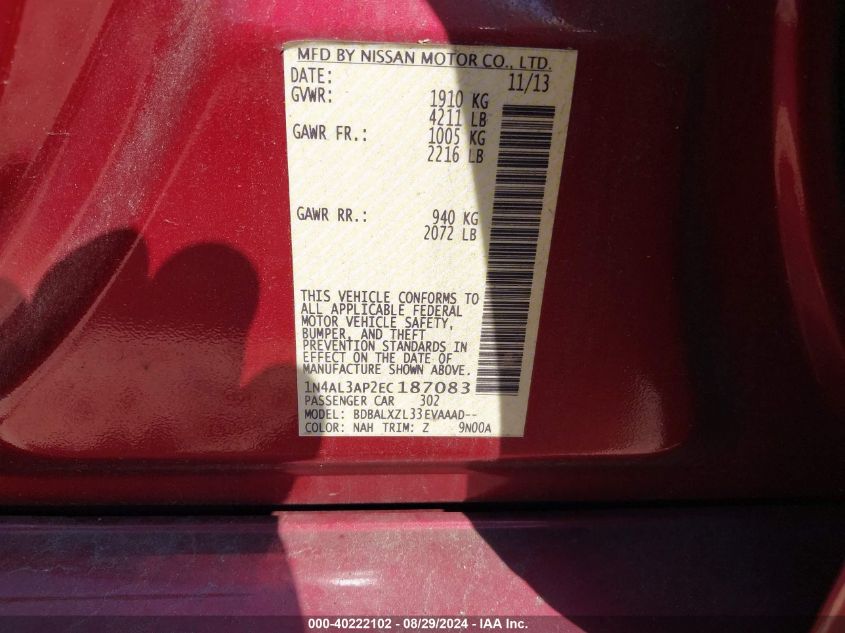 MFD BY NISSAN MOTOR CO., LTD.
DATE: 11/13
GVWR: 1910 KG
4211 LB
GAWR FR.: 1005 KG
2216 LB
GAWR RR.: 940 KG
2072 LB
THIS VEHICLE CONFORMS TO
ALL APPLICABLE FEDERAL
MOTOR VEHICLE SAFETY,
BUMPER, AND THEFT
PREVENTION STANDARDS IN
EFFECT ON THE DATE OF
MANUFACTURE SHOWN ABOVE.
1N4AL3AP2EC187083
PASSENGER CAR 302
MODEL: BDBALXZL33EVAAAD--
COLOR: NAH TRIM: Z 9N00A
000-40222102 - 08/29/2024 - IAA Inc.